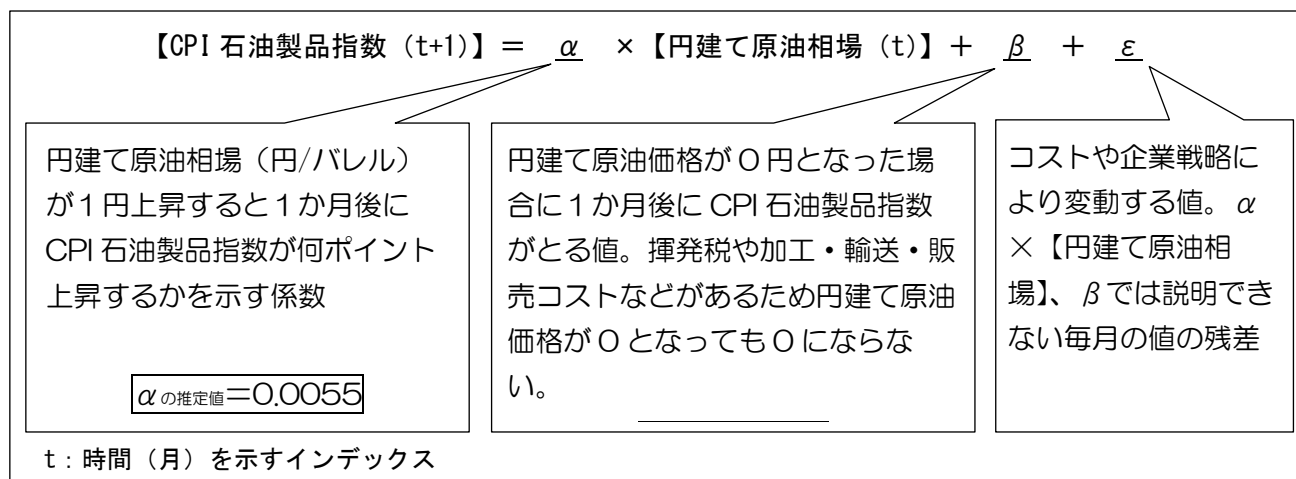 【CPI 石油製品指数（t+1）】＝ α ×【円建て原油相場（t）】＋ β ＋ ε
円建て原油相場（円/バレル）
が１円上昇すると１か月後に
CPI 石油製品指数が何ポイント
上昇するかを示す係数
αの推定値＝0.0055
円建て原油価格が０円となった場
合に１か月後に CPI 石油製品指数
がとる値。揮発税や加工・輸送・販
売コストなどがあるため円建て原油
価格が０となっても０にならな
い。
コストや企業戦略に
より変動する値。α
×【円建て原油相
場】、βでは説明でき
ない毎月の値の残差
t：時間（月）を示すインデックス